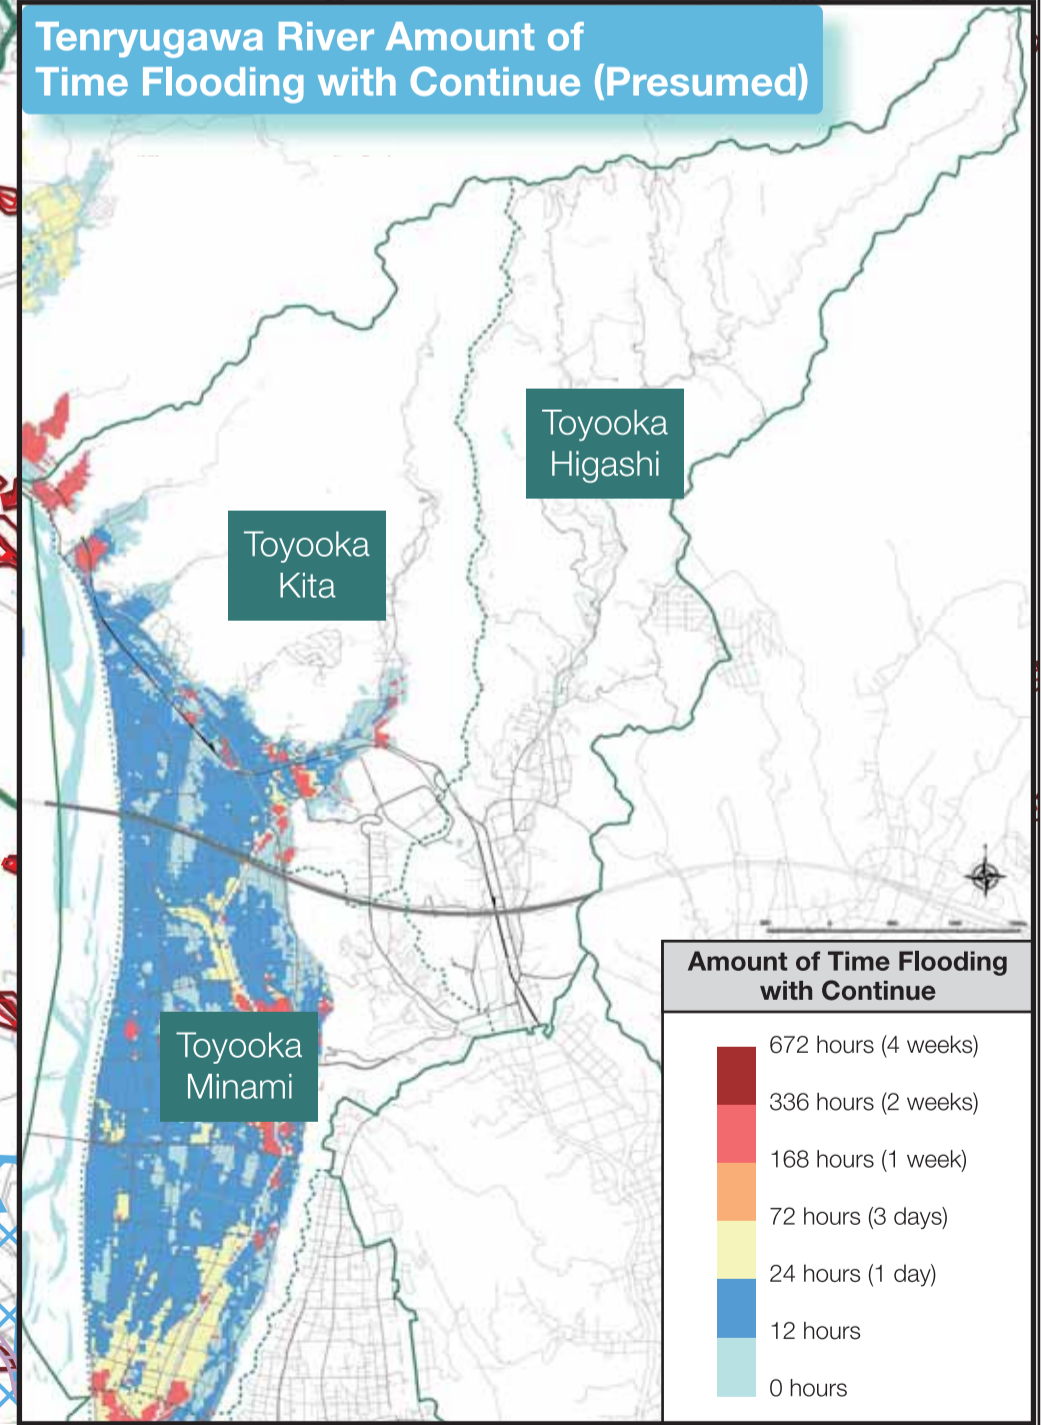 Tenryugawa River Amount of
Time Flooding with Continue (Presumed)
Toyooka
Higashi
Toyooka
Kita
Toyooka
Minami
Amount of Time Flooding
with Continue
672 hours (4 weeks)
336 hours (2 weeks)
168 hours (1 week)
72 hours (3 days)
24 hours (1 day)
12 hours
0 hours